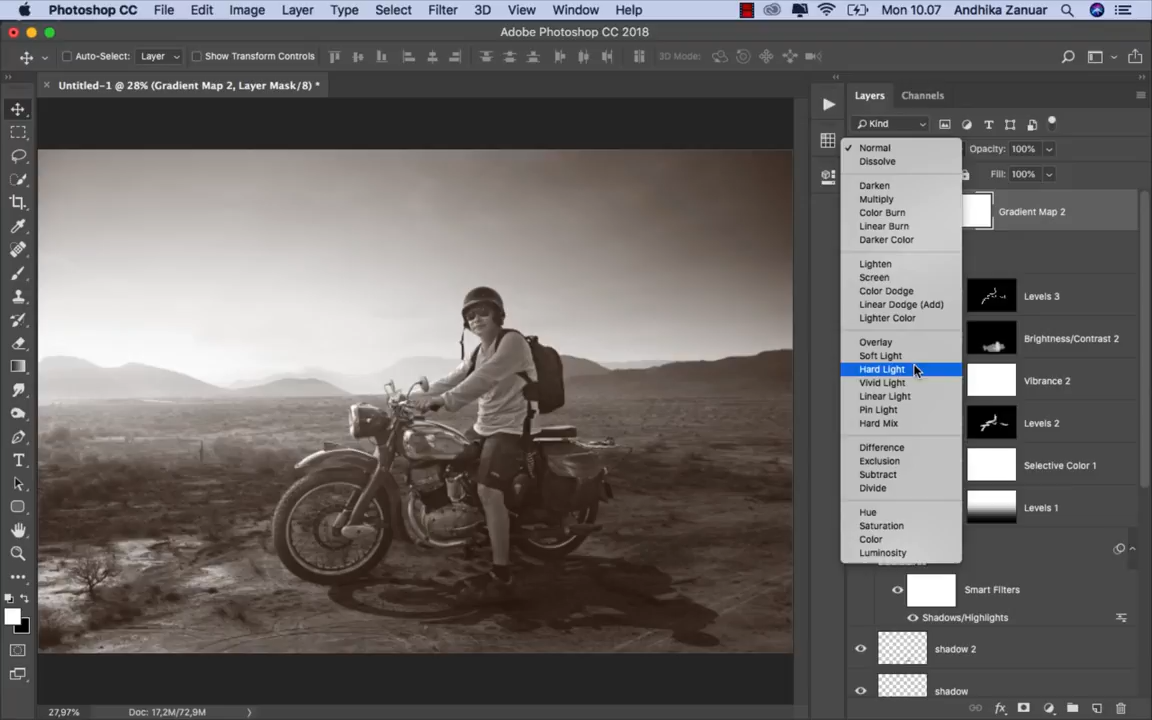 Photoshop CC File Edit Image Layer Type Select Filter 3D View Window Help Mon 10.07 Andhika Zanuar
Adobe Photoshop CC 2018
Auto-Select: Layer Show Transform Controls 3D Mode:
Untitled-1 @ 28% (Gradient Map 2, Layer Mask/8) *
Layers Channels
Kind
Normal
Opacity: 100%
Dissolve
Fill: 100%
Darken
Multiply
Color Burn
Linear Burn
Darker Color
Lighten
Screen
Color Dodge
Linear Dodge (Add)
Lighter Color
Overlay
Soft Light
Hard Light
Vivid Light
Linear Light
Pin Light
Hard Mix
Difference
Exclusion
Subtract
Divide
Hue
Saturation
Color
Luminosity
Gradient Map 2
Levels 3
Brightness/Contrast 2
Vibrance 2
Levels 2
Selective Color 1
Levels 1
Smart Filters
Shadows/Highlights
shadow 2
shadow
27,97% Doc: 17,2M/72,9M